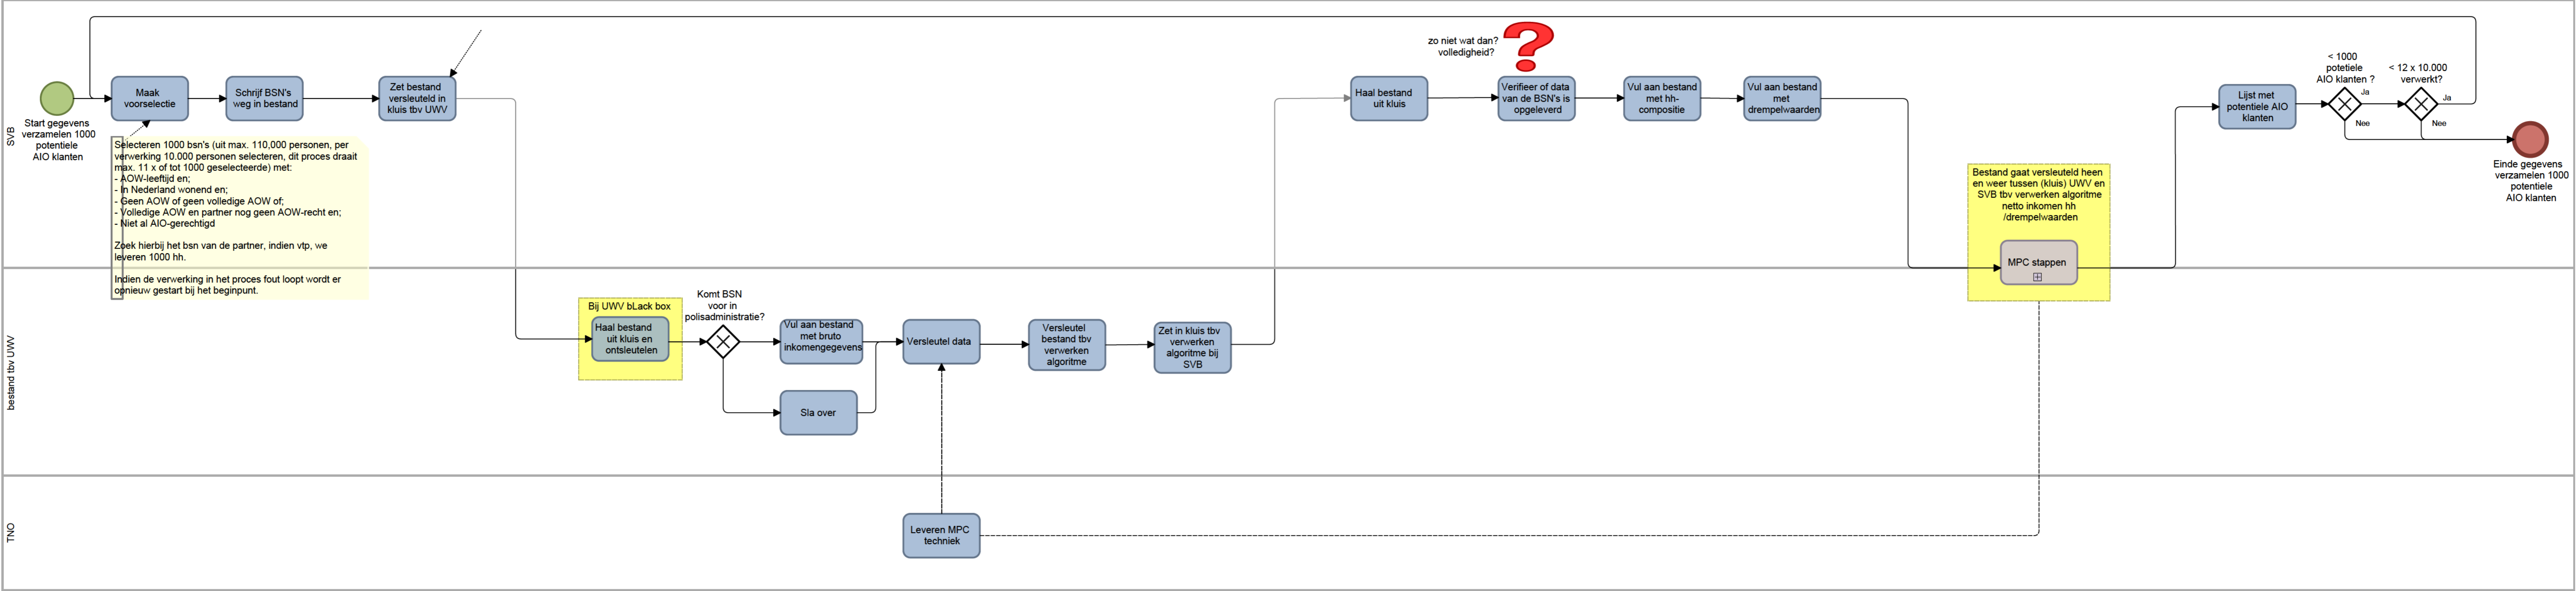 SVB
Start gegevens
verzamelen 1000
potentiele
AIO klanten
Maak
voorselectie
Schrijf BSN's
weg in bestand
Zet bestand
versleuteld in
kluis tbv UWV
Selecteren 1000 bsn's (uit max. 110,000 personen, per
verwerking 10.000 personen selecteren, dit proces draait
max. 11 x of tot 1000 geselecteerde) met:
- AOW-leeftijd en;
- In Nederland wonend en;
- Geen AOW of geen volledige AOW of;
- Volledige AOW en partner nog geen AOW-recht en;
- Niet al AIO-gerechtigd
Zoek hierbij het bsn van de partner, indien vtp, we
leveren 1000 hh.
Indien de verwerking in het proces fout loopt wordt er
opnieuw gestart bij het beginpunt.
zo niet wat dan?
volledigheid?
?
Haal bestand
uit kluis
Verifieer of data
van de BSN's is
opgeleverd
Vul aan bestand
met hh-
compositie
Vul aan bestand
met
drempelwaarden
Bestand gaat versleuteld heen
en weer tussen (kluis) UWV en
SVB tbv verwerken algoritme
netto inkomen hh
/drempelwaarden
MPC stappen
Lijst met
potentiele AIO
klanten
< 1000
potetiele
AIO klanten ?
Ja
Nee
< 12 x 10.000
verwerkt?
Ja
Nee
Einde gegevens
verzamelen 1000
potentiele
AIO klanten
bestand tbv UWV
Bij UWV bLack box
Haal bestand
uit kluis en
ontsleutelen
Komt BSN
voor in
polisadministratie?
Vul aan bestand
met bruto
inkomengegevens
Sla over
Versleutel data
Versleutel
bestand tbv
verwerken
algoritme
Zet in kluis tbv
verwerken
algoritme bij
SVB
TNO
Leveren MPC
techniek